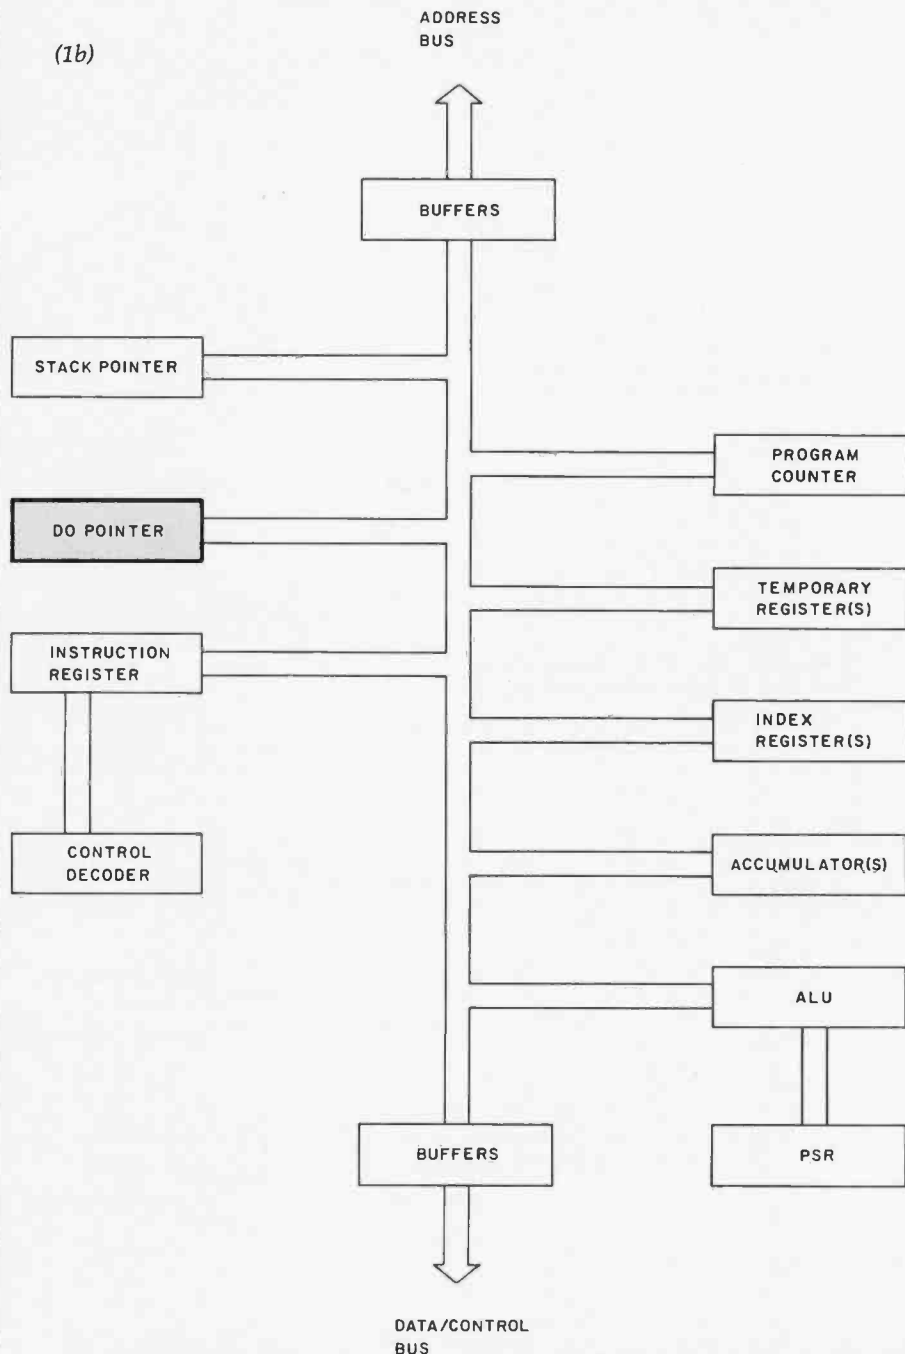 (1b)
ADDRESS
BUS
BUFFERS
STACK POINTER
PROGRAM
COUNTER
DO POINTER
TEMPORARY
REGISTER(S)
INSTRUCTION
REGISTER
INDEX
REGISTER(S)
CONTROL
DECODER
ACCUMULATOR(S)
ALU
BUFFERS
PSR
DATA/CONTROL
BUS